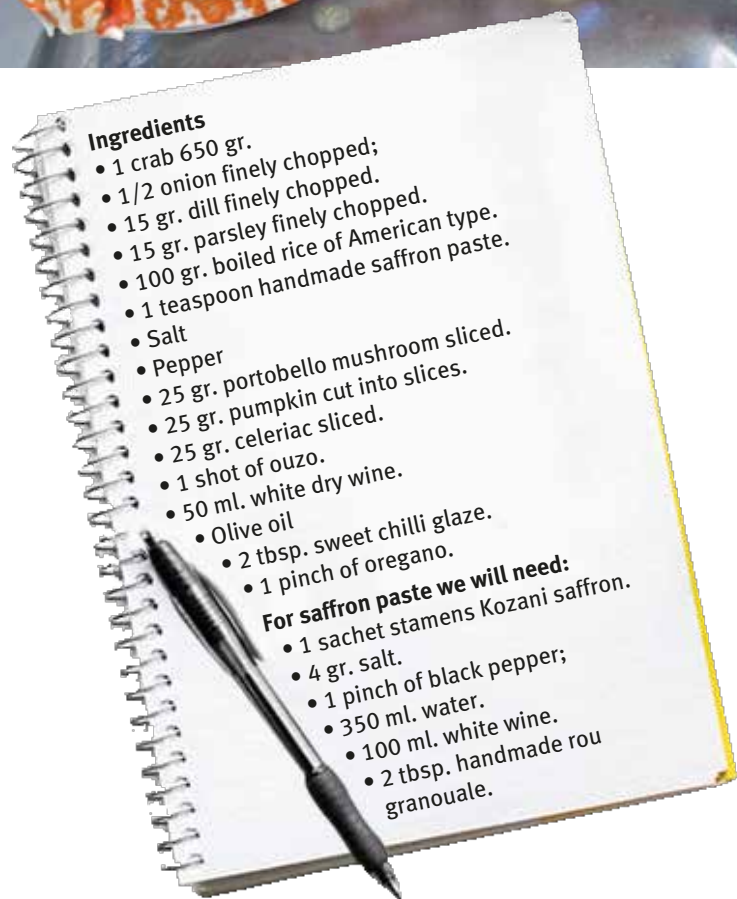 Ingredients
• 1 crab 650 gr.
• 1/2 onion finely chopped;
• 15 gr. dill finely chopped.
• 15 gr. parsley finely chopped.
• 100 gr. boiled rice of American type.
• 1 teaspoon handmade saffron paste.
• Salt
• Pepper
• 25 gr. portobello mushroom sliced.
• 25 gr. pumpkin cut into slices.
• 25 gr. celeriac sliced.
• 1 shot of ouzo.
• 50 ml. white dry wine.
• Olive oil
• 2 tbsp. sweet chilli glaze.
• 1 pinch of oregano.
For saffron paste we will need:
• 1 sachet stamens Kozani saffron.
• 4 gr. salt.
• 1 pinch of black pepper;
• 350 ml. water.
• 100 ml. white wine.
• 2 tbsp. handmade rou
granouale.